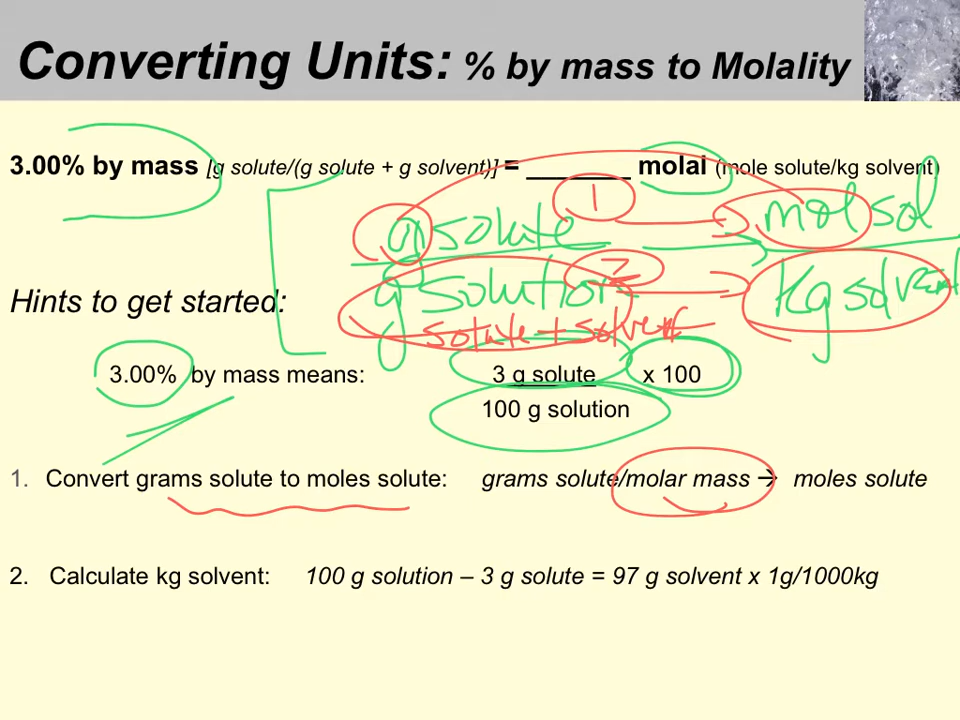 Converting Units: % by mass to Molality
3.00% by mass [g solute/(g solute + g solvent)] = _______ molal (mole solute/kg solvent)
g solute 1 mol sol
g solution 2 kg solvent
solute + solvent
Hints to get started:
3.00% by mass means: 3 g solute x 100
100 g solution
1. Convert grams solute to moles solute: grams solute/molar mass → moles solute
2. Calculate kg solvent: 100 g solution – 3 g solute = 97 g solvent x 1g/1000kg